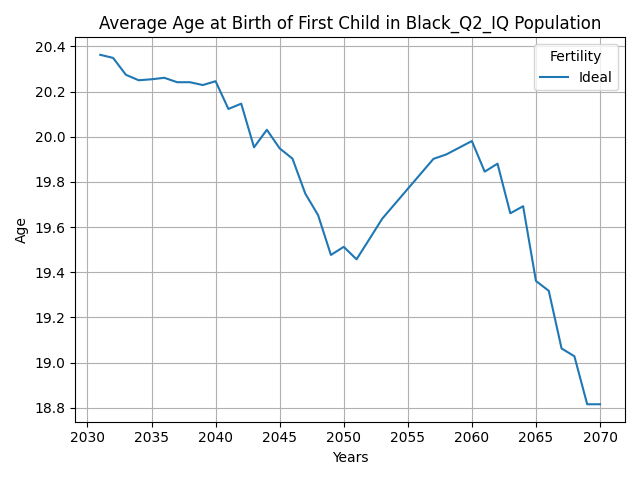 Average Age at Birth of First Child in Black_Q2_IQ Population
Fertility
Ideal
20.4
20.2
20.0
19.8
19.6
19.4
19.2
19.0
18.8
Age
2030 2035 2040 2045 2050 2055 2060 2065 2070
Years